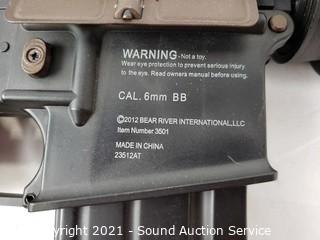 WARNING - Not a toy.
Wear eye protection to prevent serious injury
to the eye. Read owners manual before using.
CAL. 6mm BB
©2012 BEAR RIVER INTERNATIONAL, LLC
Item Number 3601
MADE IN CHINA
23512AT
Copyright 2021 - Sound Auction Service